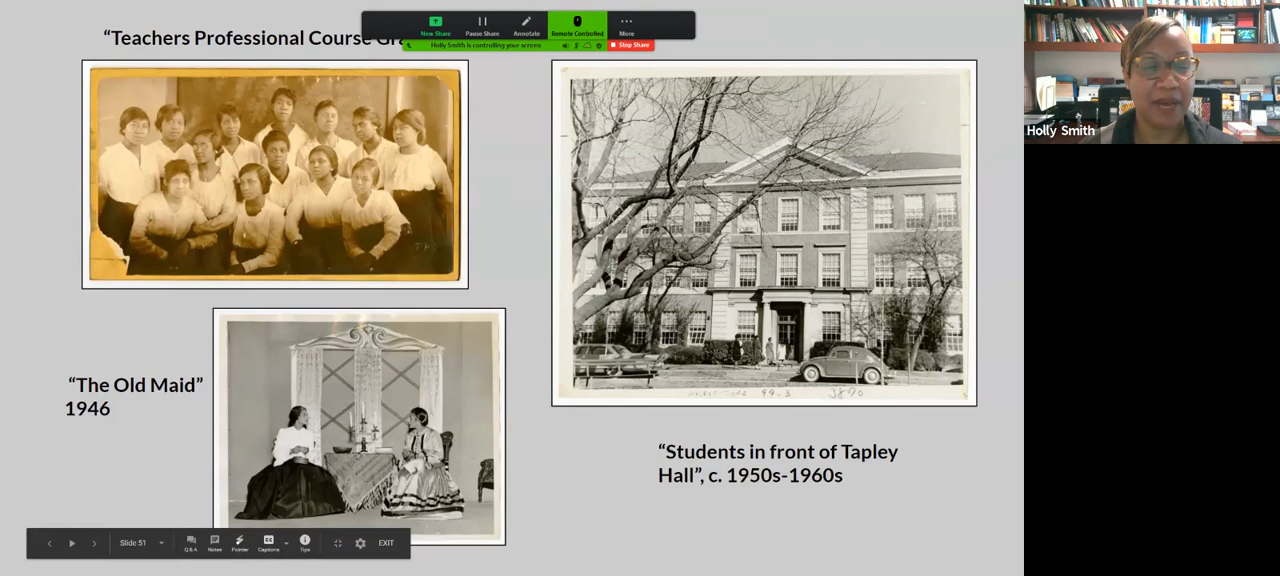 “Teachers Professional Course Gra
New Share
Pause Share
Annotate
Remote Controlled
More
Holly Smith is controlling your screen
Stop Share
Holly Smith
“The Old Maid”
1946
“Students in front of Tapley
Hall”, c. 1950s-1960s
Slide 51
Q & A
Notes
Pointer
Captions
Tips
EXIT